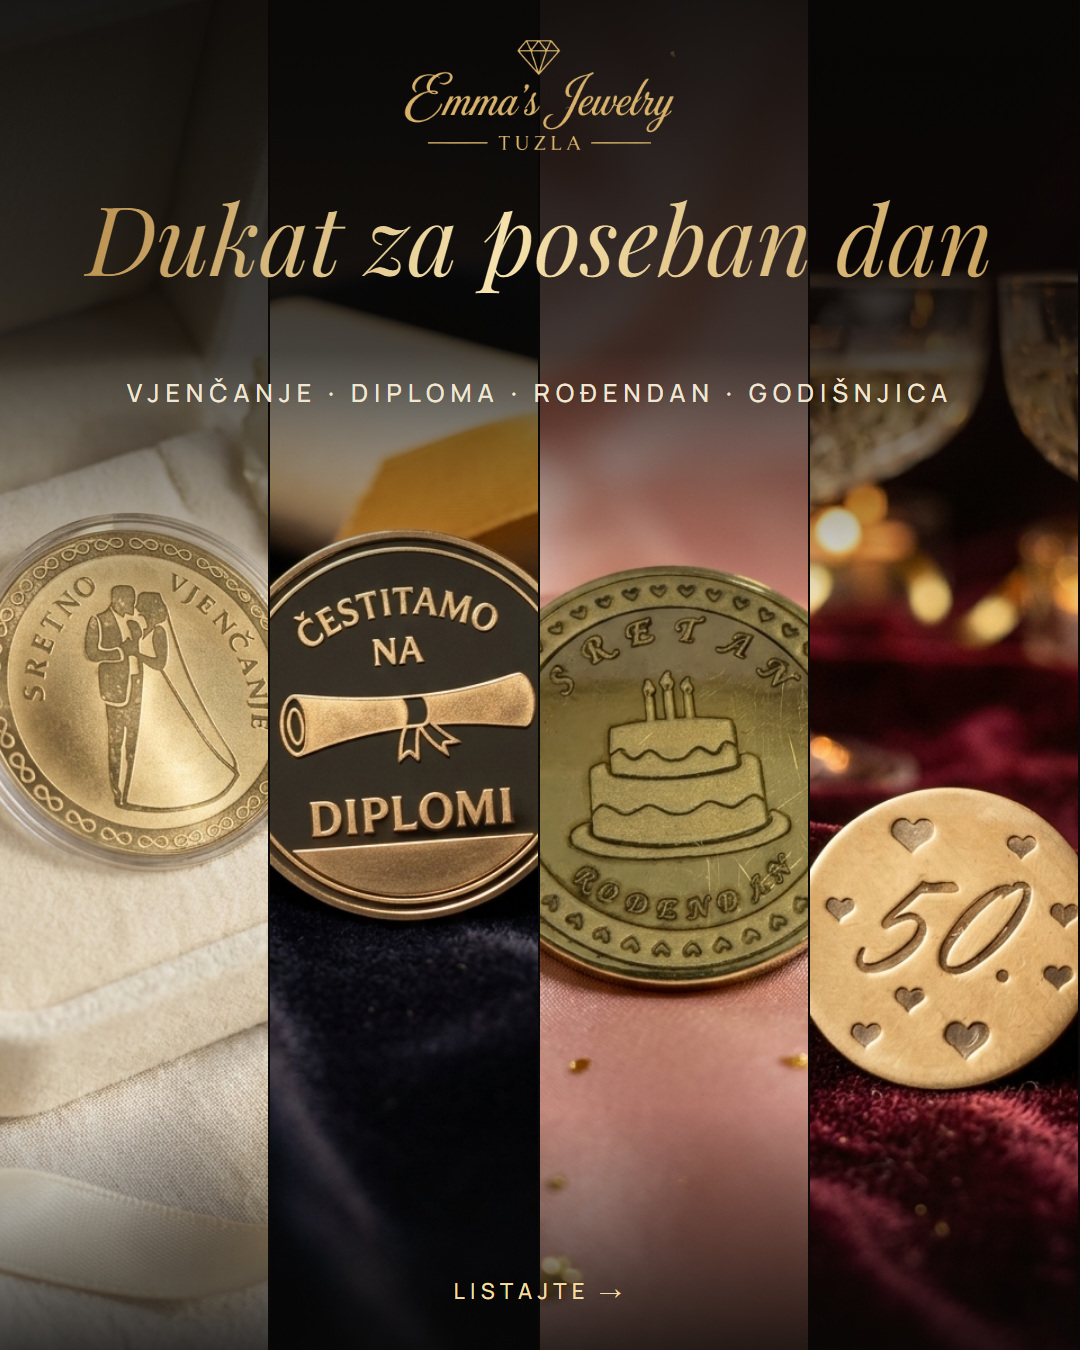 Emma's Jewelry
TUZLA
Dukat za poseban dan
VJENČANJE · DIPLOMA · ROĐENDAN · GODIŠNJICA
SRETNO VJENČANJE
ČESTITAMO
NA
DIPLOMI
SRETAN
ROĐENDAN
50.
LISTAJTE →